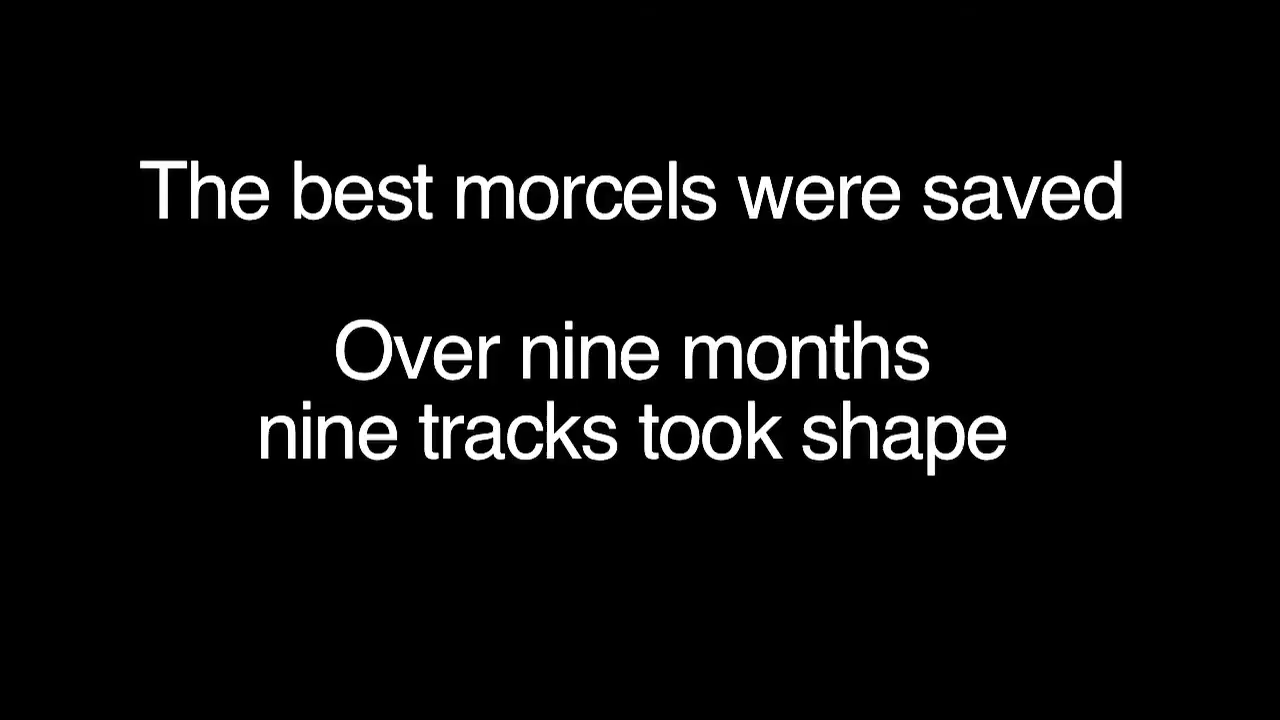 The best morcels were saved
Over nine months
nine tracks took shape